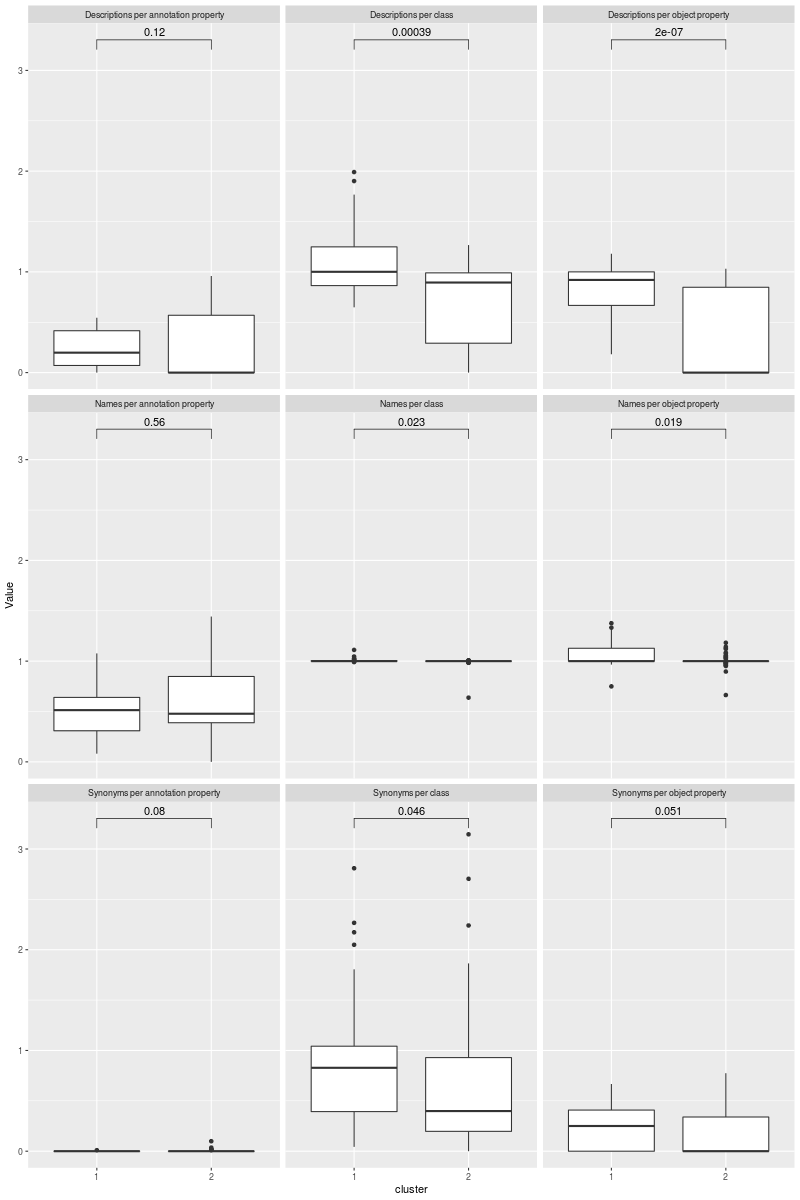 Descriptions per annotation property
Descriptions per class
Descriptions per object property
0.12
0.00039
2e-07
3
2
1
0
Names per annotation property
Names per class
Names per object property
0.56
0.023
0.019
3
2
1
0
Value
Synonyms per annotation property
Synonyms per class
Synonyms per object property
0.08
0.046
0.051
3
2
1
0
1 2 1 2 1 2
cluster